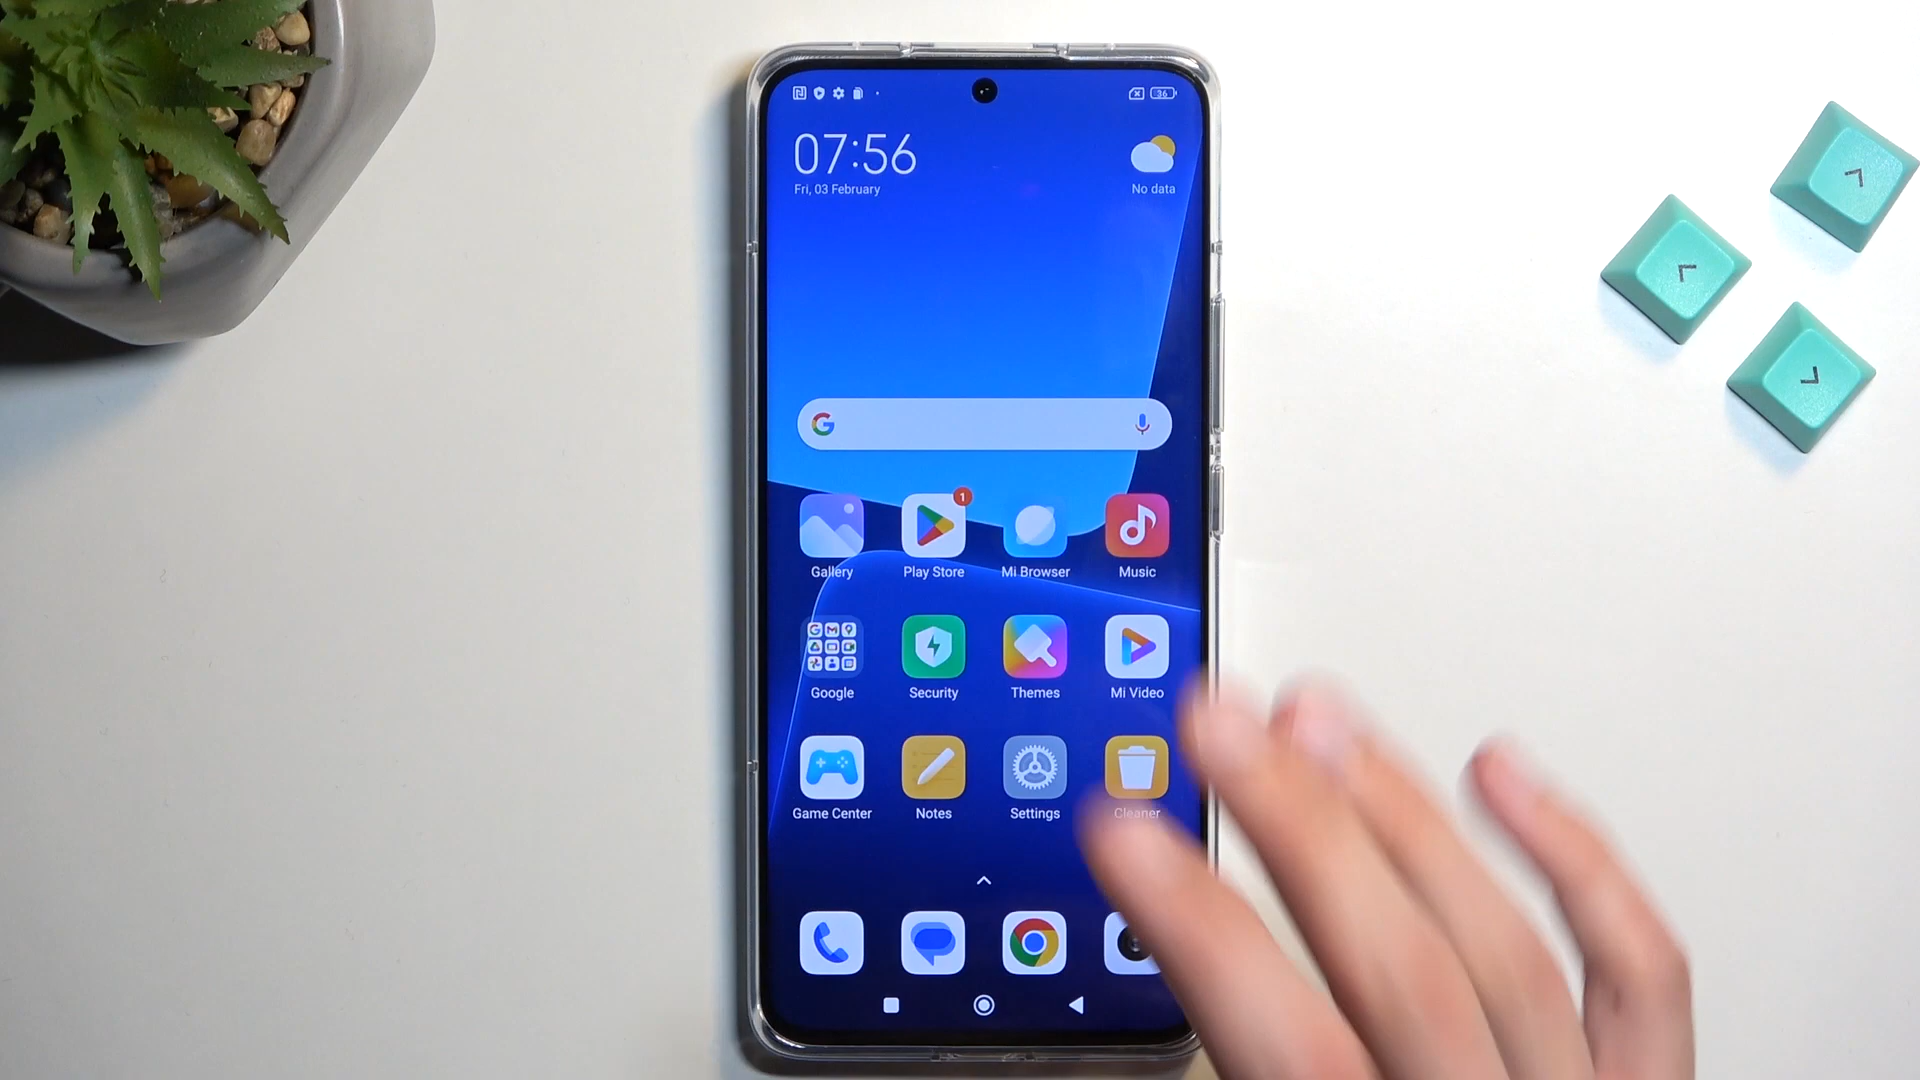 36
07:56
Fri, 03 February
No data
1
Gallery
Play Store
Mi Browser
Music
Google
Security
Themes
Mi Video
Game Center
Notes
Settings
Cleaner